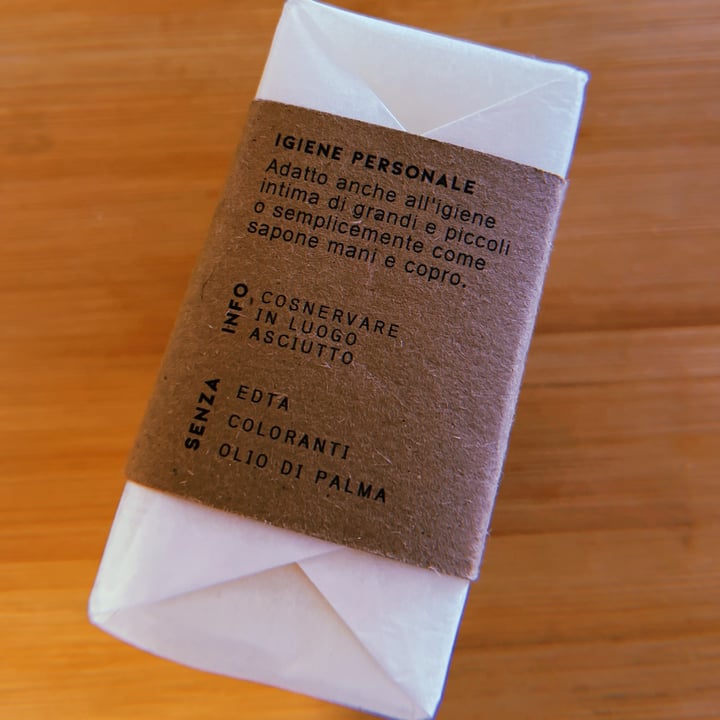 IGIENE PERSONALE
Adatto anche all'igiene
intima di grandi e piccoli
o semplicemente come
sapone mani e copro.
INFO,
COSNERVARE
IN LUOGO
ASCIUTTO
SENZA
EDTA
COLORANTI
OLIO DI PALMA